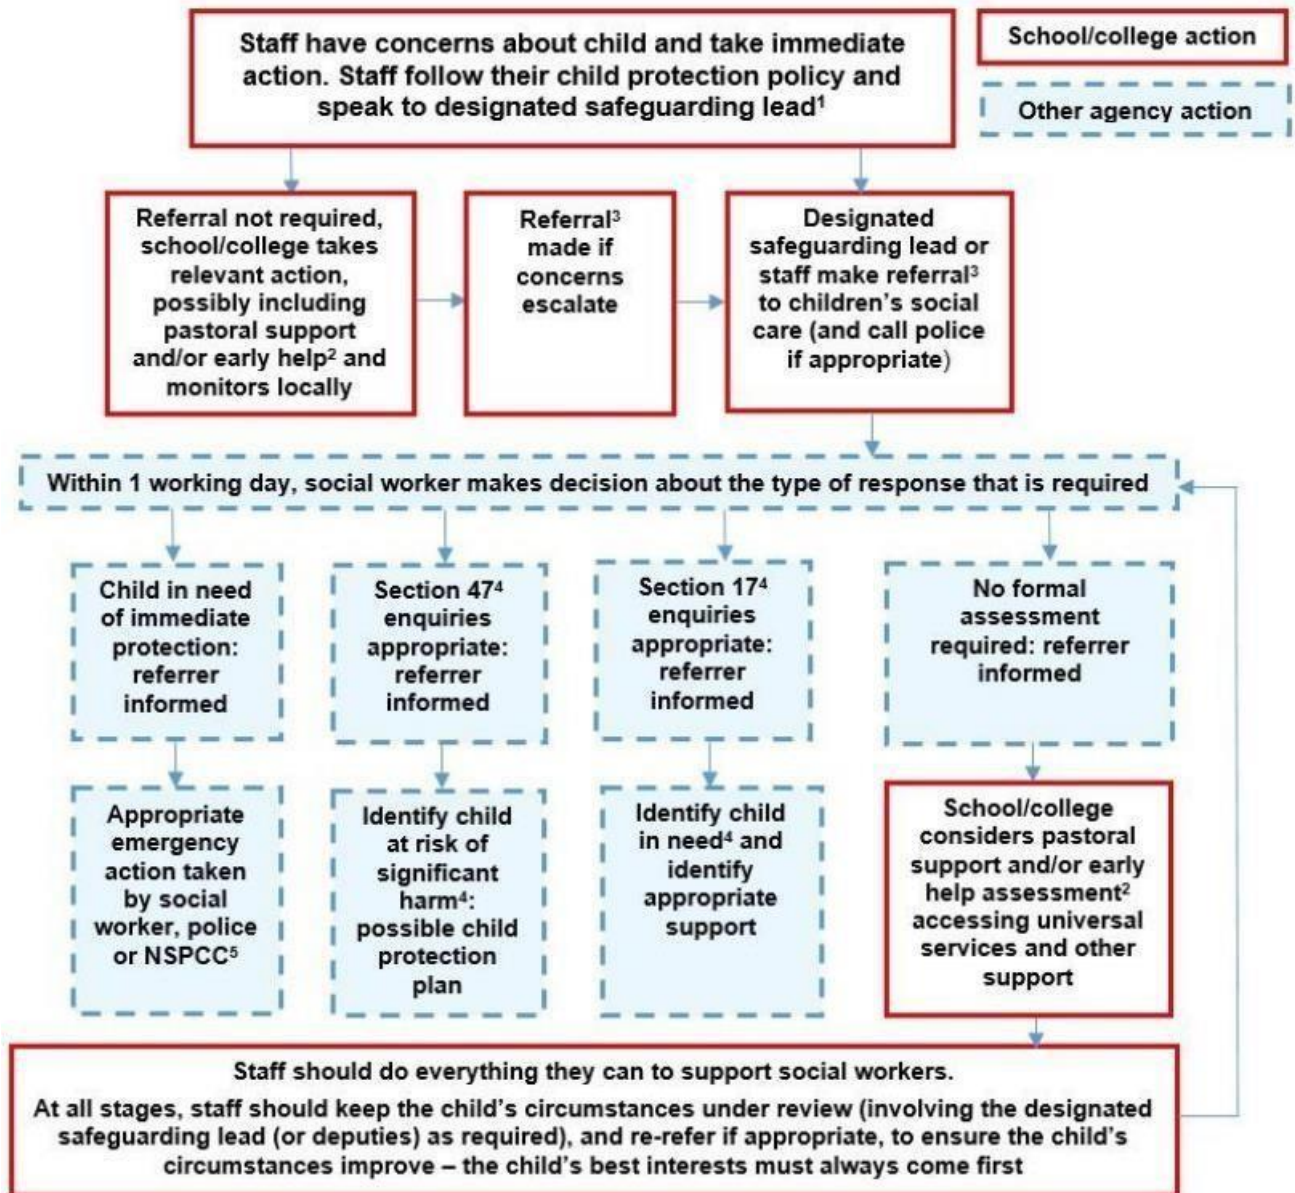 Staff have concerns about child and take immediate
action. Staff follow their child protection policy and
speak to designated safeguarding lead¹
School/college action
Other agency action
Referral not required,
school/college takes
relevant action,
possibly including
pastoral support
and/or early help² and
monitors locally
Referral³
made if
concerns
escalate
Designated
safeguarding lead or
staff make referral³
to children's social
care (and call police
if appropriate)
Within 1 working day, social worker makes decision about the type of response that is required
Child in need
of immediate
protection:
referrer
informed
Section 47⁴
enquiries
appropriate:
referrer
informed
Section 17⁴
enquiries
appropriate:
referrer
informed
No formal
assessment
required: referrer
informed
Appropriate
emergency
action taken
by social
worker, police
or NSPCC⁵
Identify child
at risk of
significant
harm⁴:
possible child
protection
plan
Identify child
in need⁴ and
identify
appropriate
support
School/college
considers pastoral
support and/or early
help assessment²
accessing universal
services and other
support
Staff should do everything they can to support social workers.
At all stages, staff should keep the child's circumstances under review (involving the designated
safeguarding lead (or deputies) as required), and re-refer if appropriate, to ensure the child's
circumstances improve – the child's best interests must always come first